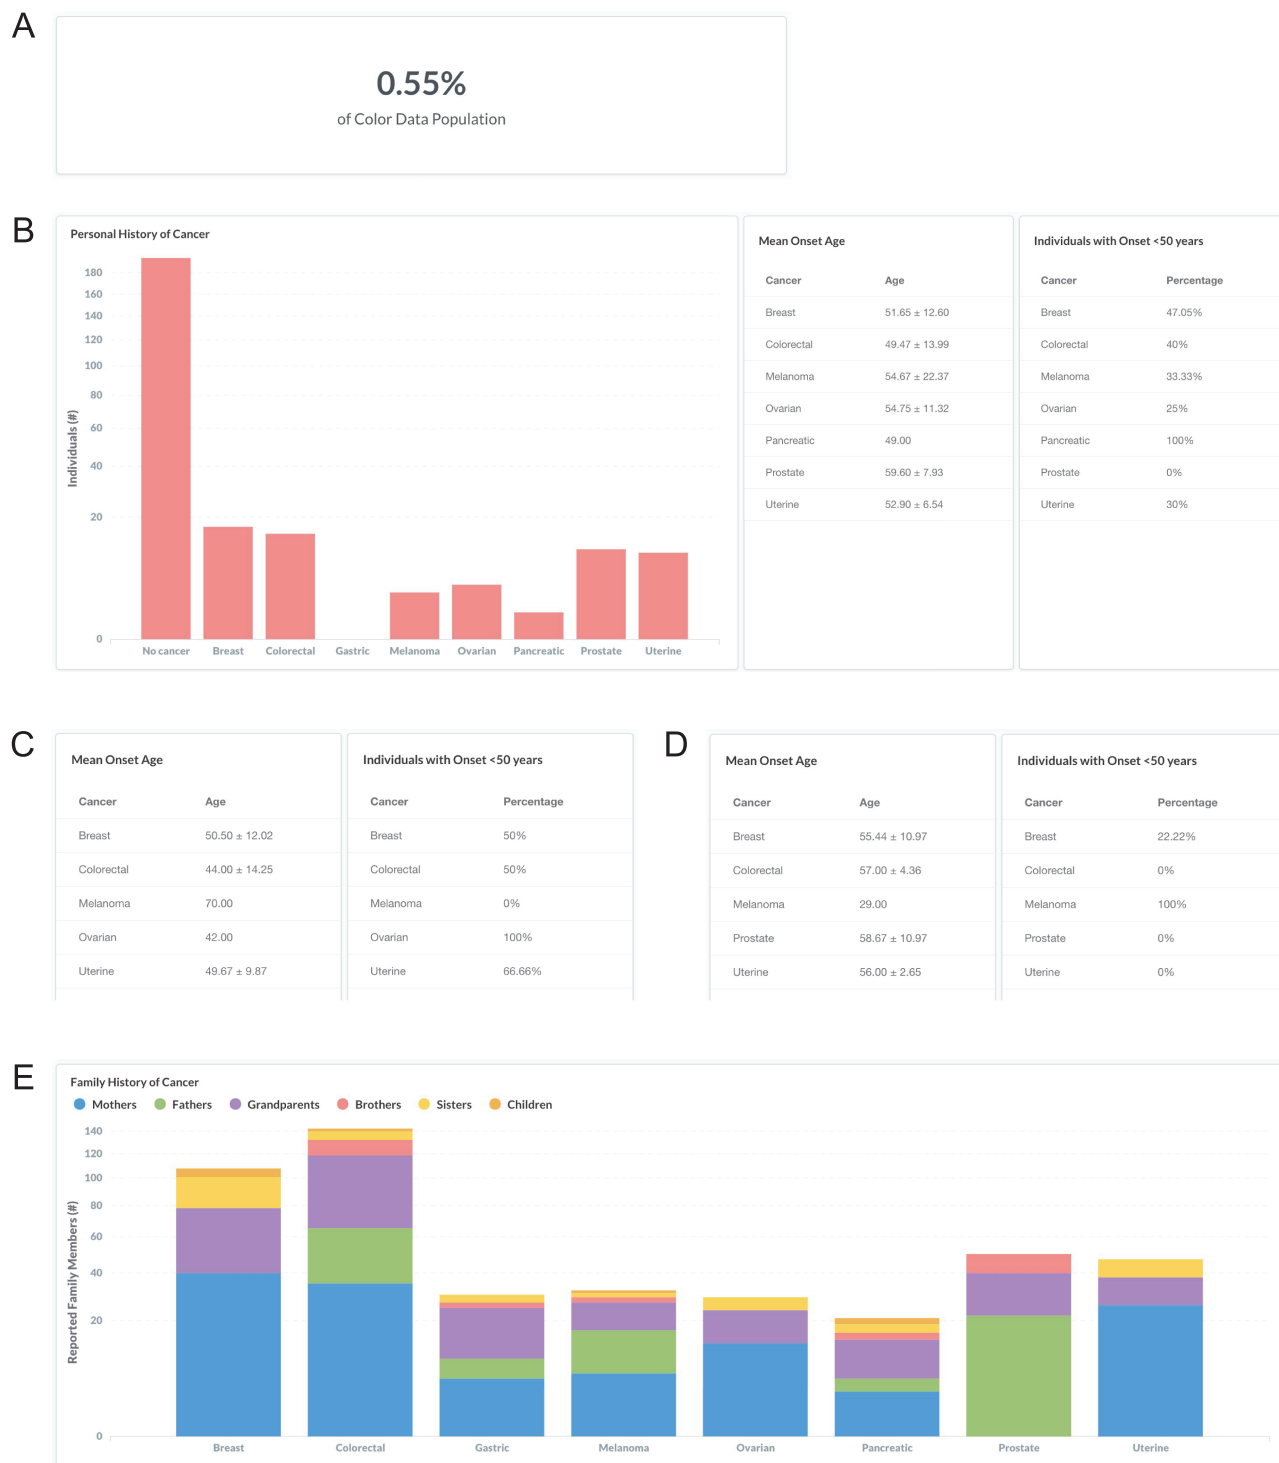 A
0.55%
of Color Data Population
B
Personal History of Cancer
Individuals (#)
180
160
140
120
100
80
60
40
20
0
No cancer Breast Colorectal Gastric Melanoma Ovarian Pancreatic Prostate Uterine
Mean Onset Age
Cancer Age
Breast 51.65 ± 12.60
Colorectal 49.47 ± 13.99
Melanoma 54.67 ± 22.37
Ovarian 54.75 ± 11.32
Pancreatic 49.00
Prostate 59.60 ± 7.93
Uterine 52.90 ± 6.54
Individuals with Onset <50 years
Cancer Percentage
Breast 47.05%
Colorectal 40%
Melanoma 33.33%
Ovarian 25%
Pancreatic 100%
Prostate 0%
Uterine 30%
C
Mean Onset Age
Cancer Age
Breast 50.50 ± 12.02
Colorectal 44.00 ± 14.25
Melanoma 70.00
Ovarian 42.00
Uterine 49.67 ± 9.87
Individuals with Onset <50 years
Cancer Percentage
Breast 50%
Colorectal 50%
Melanoma 0%
Ovarian 100%
Uterine 66.66%
D
Mean Onset Age
Cancer Age
Breast 55.44 ± 10.97
Colorectal 57.00 ± 4.36
Melanoma 29.00
Prostate 58.67 ± 10.97
Uterine 56.00 ± 2.65
Individuals with Onset <50 years
Cancer Percentage
Breast 22.22%
Colorectal 0%
Melanoma 100%
Prostate 0%
Uterine 0%
E
Family History of Cancer
Mothers Fathers Grandparents Brothers Sisters Children
Reported Family Members (#)
140
120
100
80
60
40
20
0
Breast Colorectal Gastric Melanoma Ovarian Pancreatic Prostate Uterine